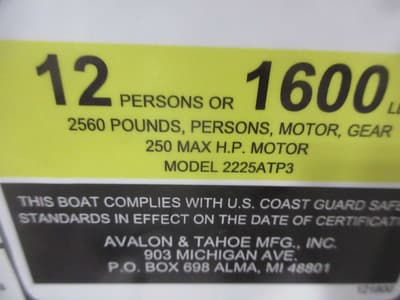 12 PERSONS OR 1600 L
2560 POUNDS, PERSONS, MOTOR, GEAR
250 MAX H.P. MOTOR
MODEL 2225ATP3
THIS BOAT COMPLIES WITH U.S. COAST GUARD SAFE
STANDARDS IN EFFECT ON THE DATE OF CERTIFICAT
AVALON & TAHOE MFG., INC.
903 MICHIGAN AVE.
P.O. BOX 698 ALMA, MI 48801